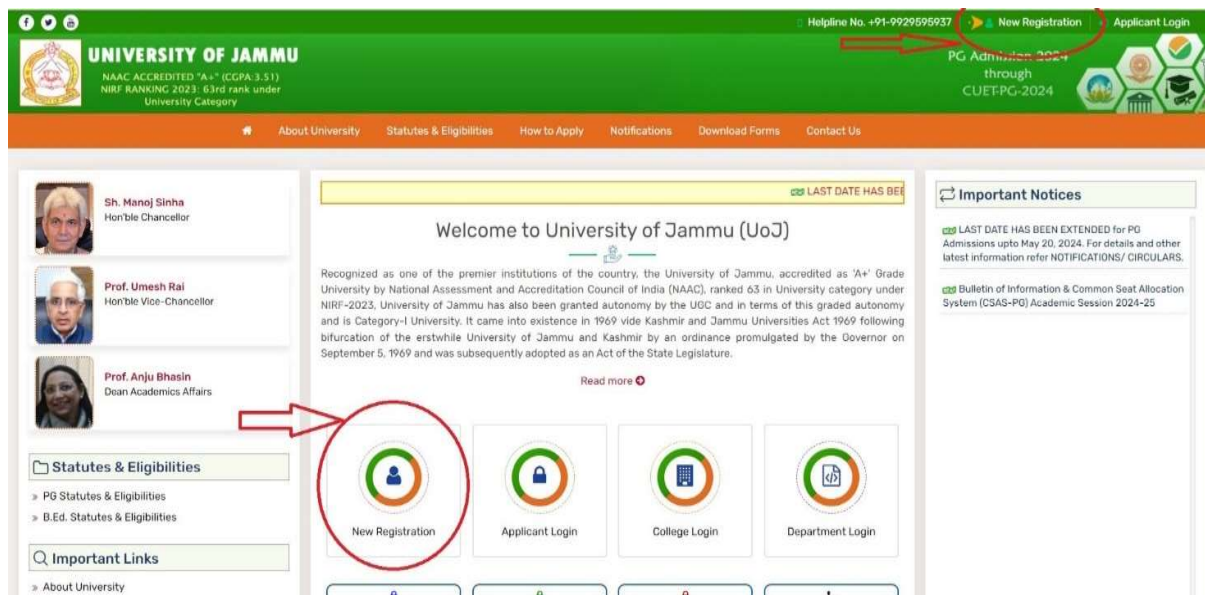 Helpline No. +91-9929595937
New Registration
Applicant Login
UNIVERSITY OF JAMMU
NAAC ACCREDITED "A+" (CGPA:3.51)
NIRF RANKING 2023: 63rd rank under
University Category
PG Admission 2024
through
CUET-PG-2024
About University
Statutes & Eligibilities
How to Apply
Notifications
Download Forms
Contact Us
Sh. Manoj Sinha
Hon'ble Chancellor
Prof. Umesh Rai
Hon'ble Vice-Chancellor
Prof. Anju Bhasin
Dean Academics Affairs
Statutes & Eligibilities
» PG Statutes & Eligibilities
» B.Ed. Statutes & Eligibilities
Important Links
» About University
LAST DATE HAS BEE
Welcome to University of Jammu (UoJ)
Recognized as one of the premier institutions of the country, the University of Jammu, accredited as 'A+' Grade
University by National Assessment and Accreditation Council of India (NAAC), ranked 63 in University category under
NIRF-2023, University of Jammu has also been granted autonomy by the UGC and in terms of this graded autonomy
and is Category-I University. It came into existence in 1969 vide Kashmir and Jammu Universities Act 1969 following
bifurcation of the erstwhile University of Jammu and Kashmir by an ordinance promulgated by the Governor on
September 5, 1969 and was subsequently adopted as an Act of the State Legislature.
Read more
New Registration
Applicant Login
College Login
Department Login
Important Notices
LAST DATE HAS BEEN EXTENDED for PG
Admissions upto May 20, 2024. For details and other
latest information refer NOTIFICATIONS/ CIRCULARS.
Bulletin of Information & Common Seat Allocation
System (CSAS-PG) Academic Session 2024-25